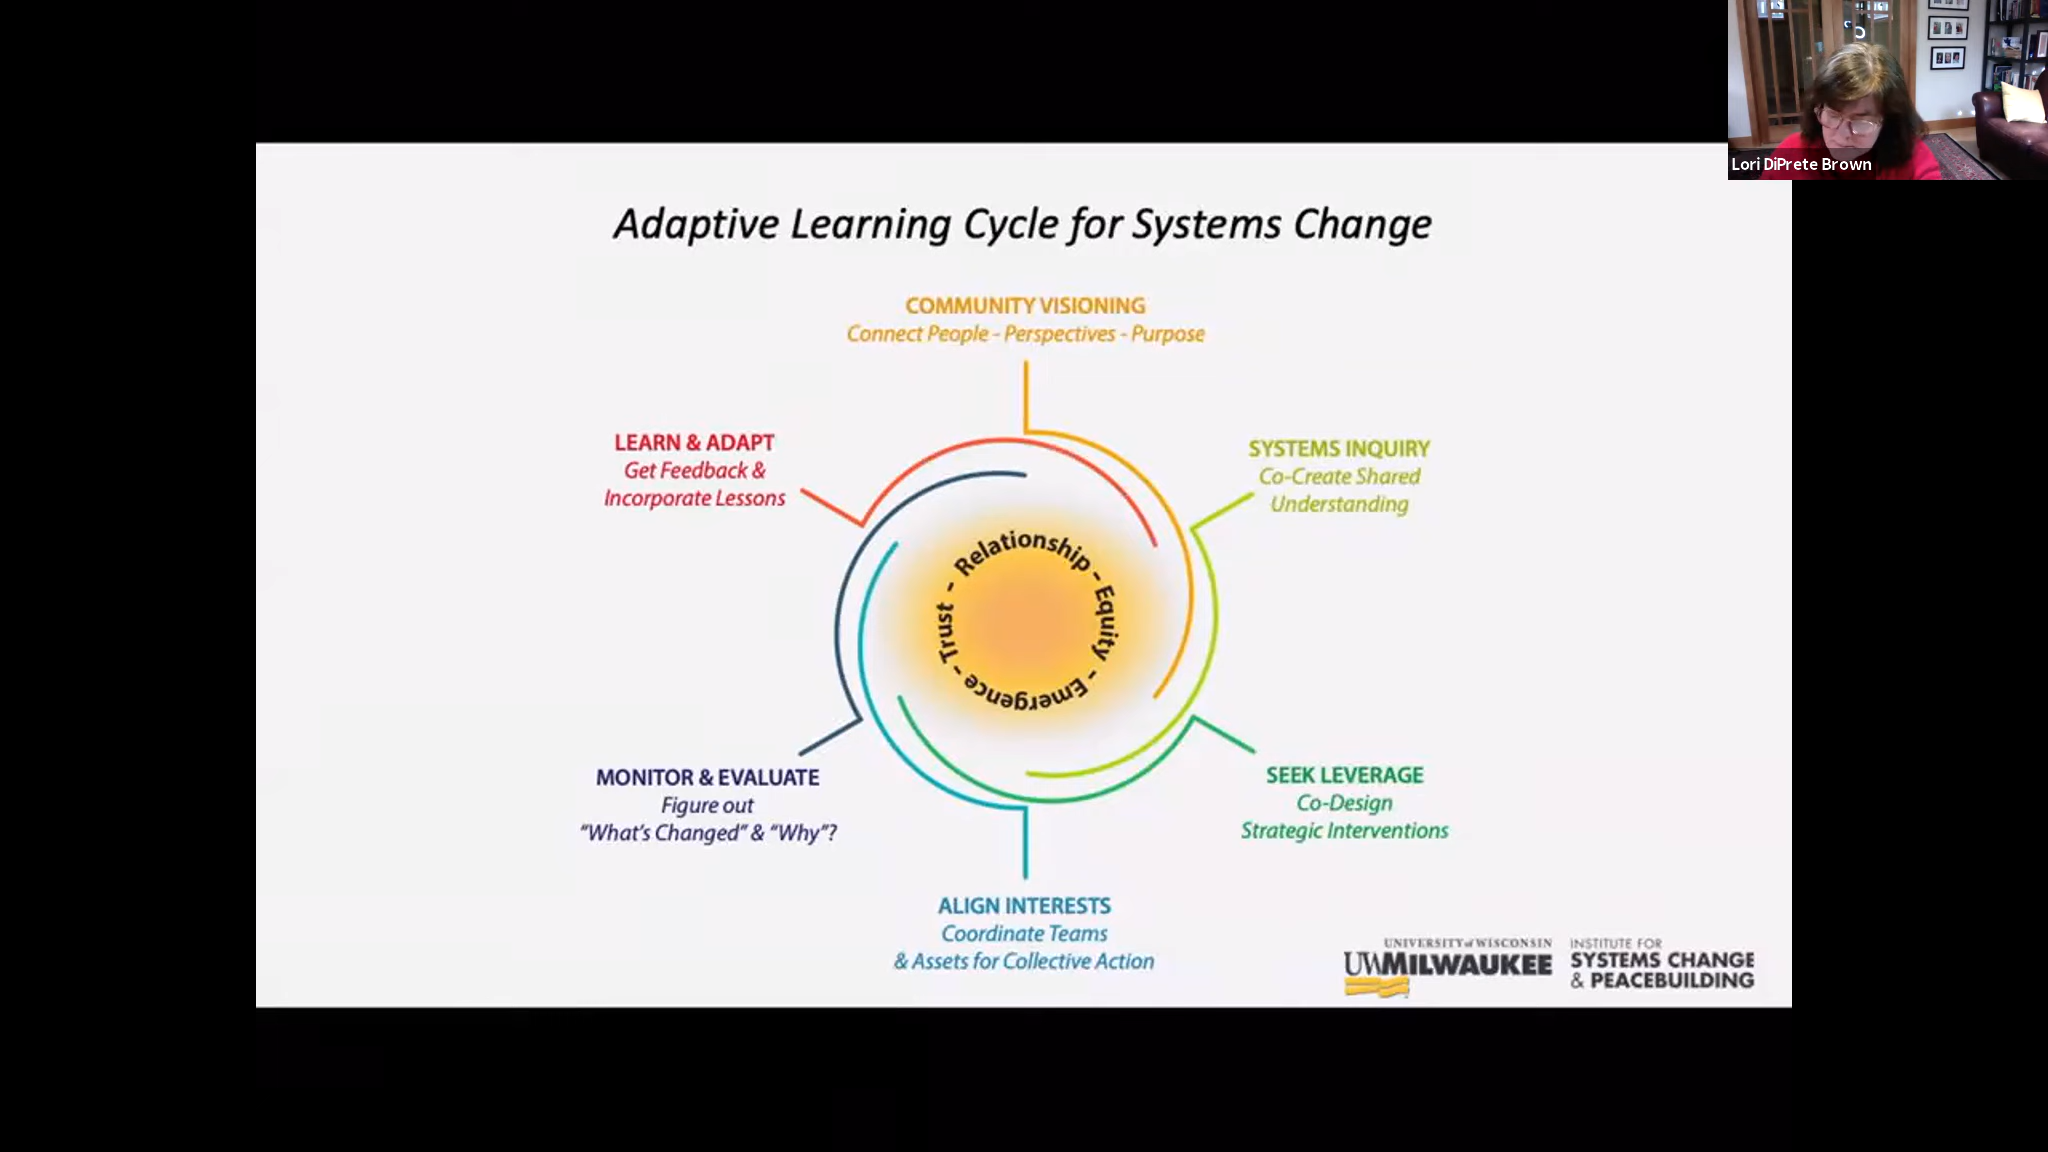 Lori DiPrete Brown
Adaptive Learning Cycle for Systems Change
COMMUNITY VISIONING
Connect People - Perspectives - Purpose
LEARN & ADAPT
Get Feedback &
Incorporate Lessons
SYSTEMS INQUIRY
Co-Create Shared
Understanding
Relationship - Equity - Emergence - Trust -
MONITOR & EVALUATE
Figure out
“What's Changed” & “Why”?
SEEK LEVERAGE
Co-Design
Strategic Interventions
ALIGN INTERESTS
Coordinate Teams
& Assets for Collective Action
UNIVERSITY of WISCONSIN
UWMILWAUKEE
INSTITUTE FOR
SYSTEMS CHANGE
& PEACEBUILDING